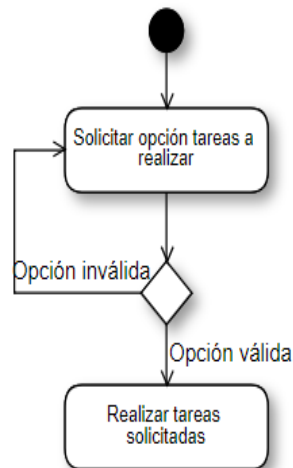 Solicitar opción tareas a
realizar
Opción inválida
Opción válida
Realizar tareas
solicitadas